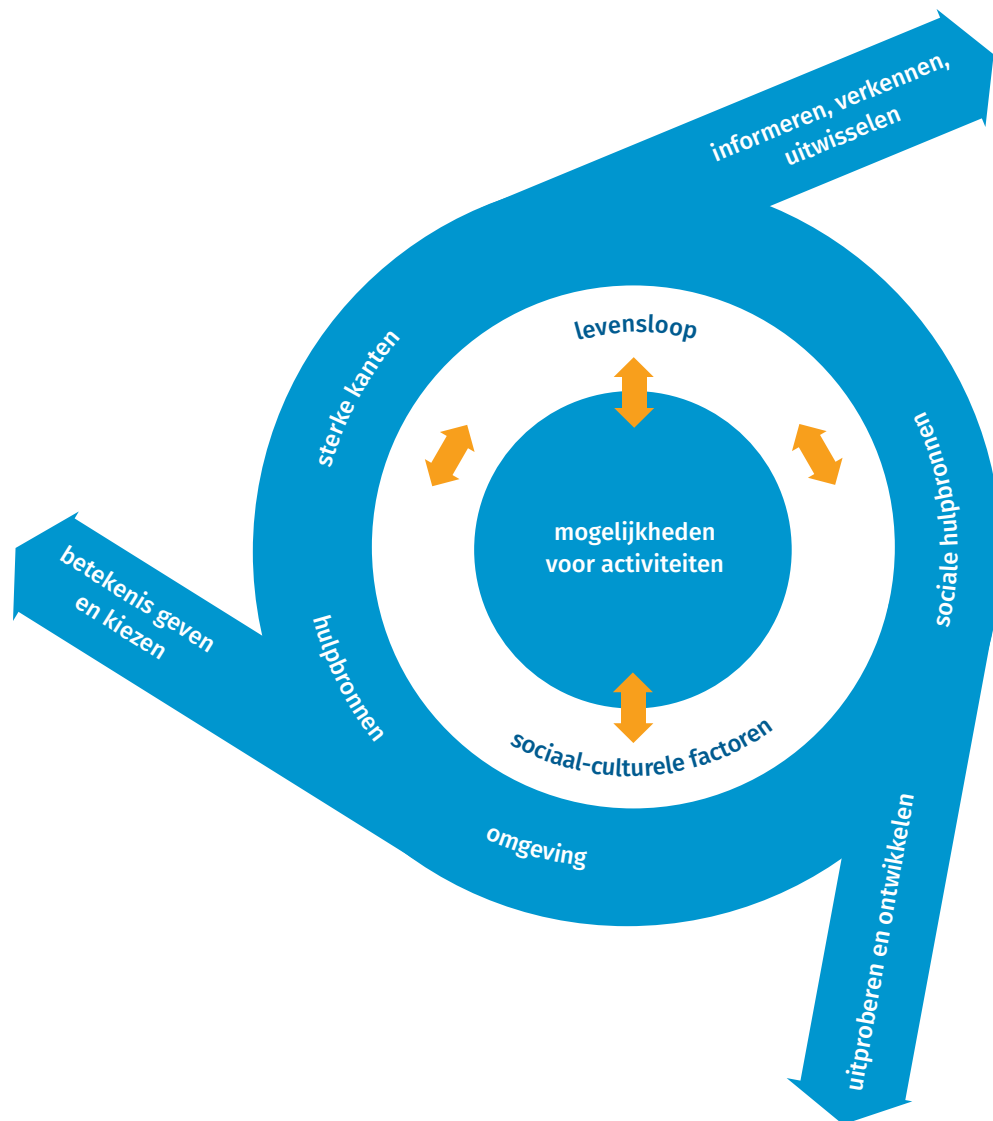 informeren, verkennen,
uitwisselen
levensloop
sterke kanten
sociale hulpbronnen
mogelijkheden
voor activiteiten
betekenis geven
en kiezen
hulpbronnen
sociaal-culturele factoren
omgeving
uitproberen en ontwikkelen